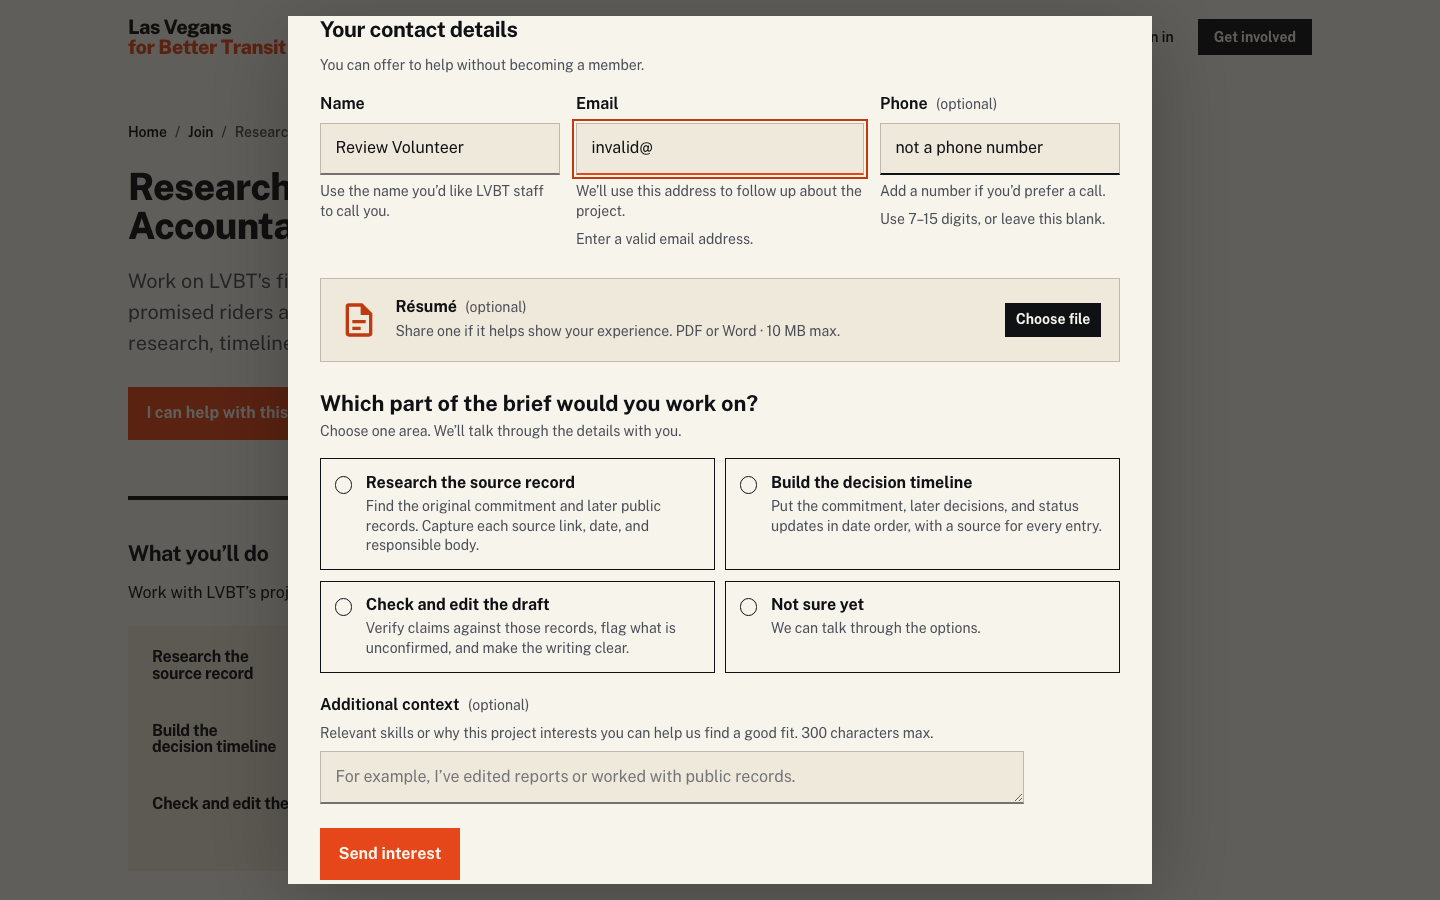 Las Vegans
for Better Transit
n in
Get involved
Home / Join / Researc
Research
Accounta
Work on LVBT's fi
promised riders a
research, timeline
I can help with this
What you’ll do
Work with LVBT’s proj
Research the
source record
Build the
decision timeline
Check and edit the
Your contact details
You can offer to help without becoming a member.
Name
Email
Phone (optional)
Review Volunteer
invalid@
not a phone number
Use the name you’d like LVBT staff
to call you.
We’ll use this address to follow up about the
project.
Enter a valid email address.
Add a number if you’d prefer a call.
Use 7–15 digits, or leave this blank.
Résumé (optional)
Share one if it helps show your experience. PDF or Word · 10 MB max.
Choose file
Which part of the brief would you work on?
Choose one area. We’ll talk through the details with you.
Research the source record
Find the original commitment and later public
records. Capture each source link, date, and
responsible body.
Build the decision timeline
Put the commitment, later decisions, and status
updates in date order, with a source for every entry.
Check and edit the draft
Verify claims against those records, flag what is
unconfirmed, and make the writing clear.
Not sure yet
We can talk through the options.
Additional context (optional)
Relevant skills or why this project interests you can help us find a good fit. 300 characters max.
For example, I’ve edited reports or worked with public records.
Send interest